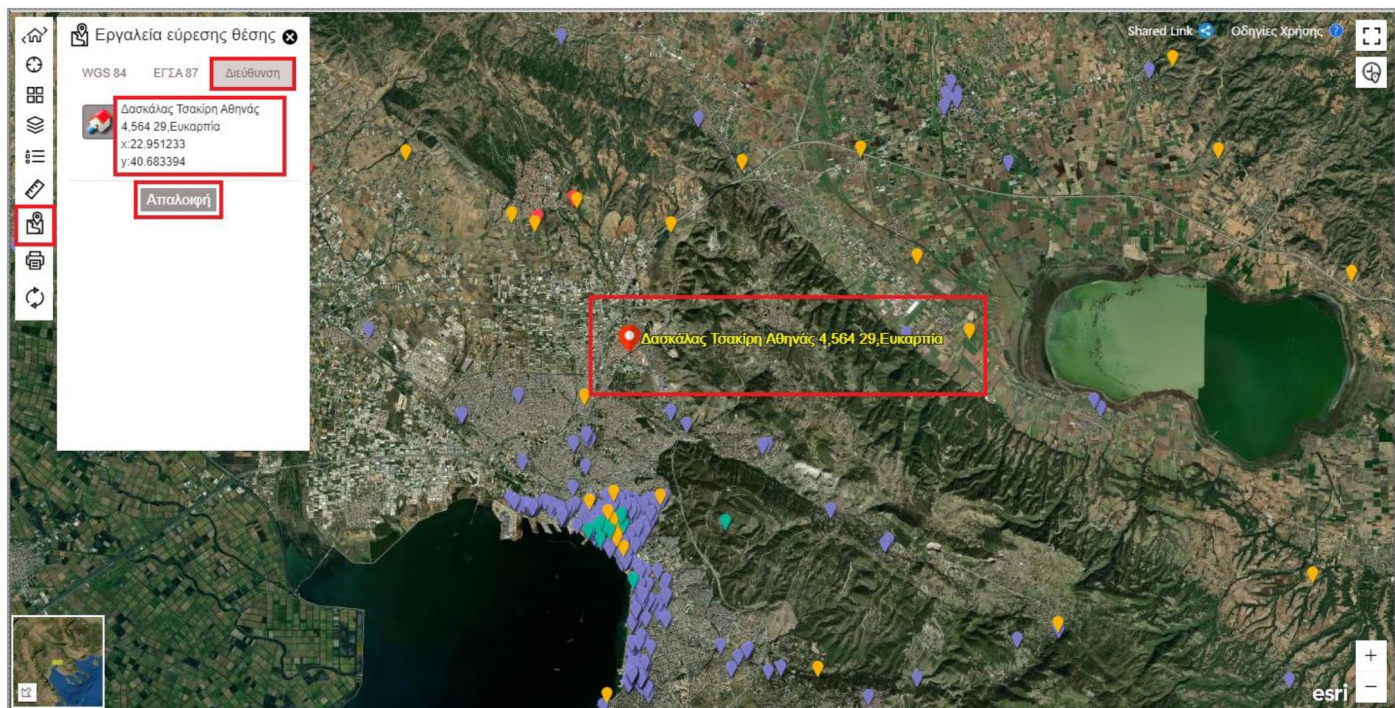 Εργαλεία εύρεσης θέσης
WGS 84 ΕΓΣΑ 87 Διεύθυνση
Δασκάλας Τσακίρη Αθηνάς
4,564 29,Ευκαρπία
x:22.951233
y:40.683394
Απαλοιφή
Shared Link Οδηγίες Χρήσης ?
Δασκάλας Τσακίρη Αθηνάς 4,564 29,Ευκαρπία
+
−
esri